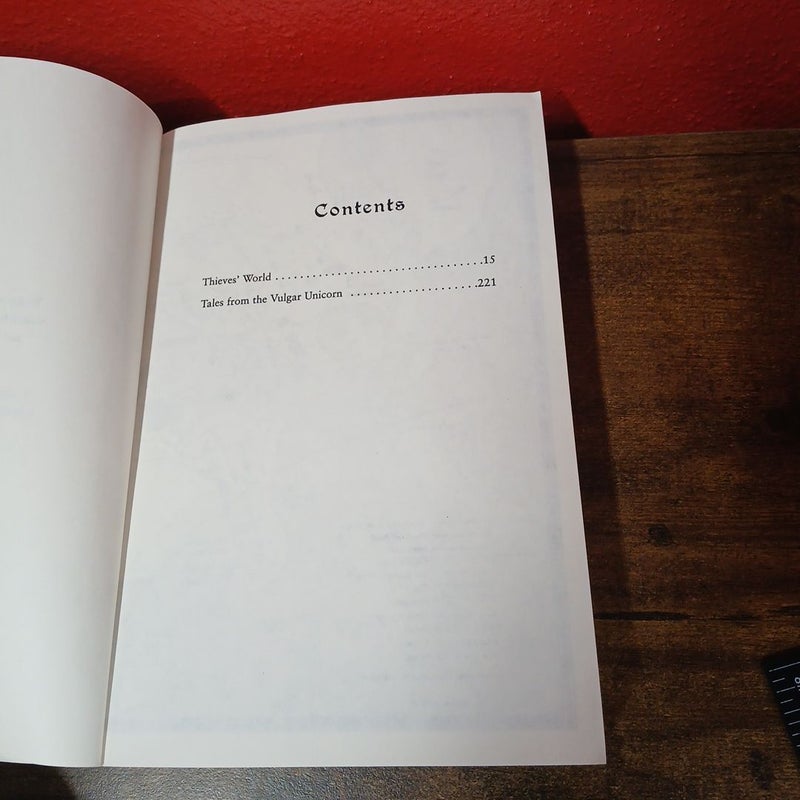 Contents
Thieves' World . . . . . . . . . . . . . . . . . . . . . . . . . . . . . . . . . .15
Tales from the Vulgar Unicorn . . . . . . . . . . . . . . . . . . . . .221